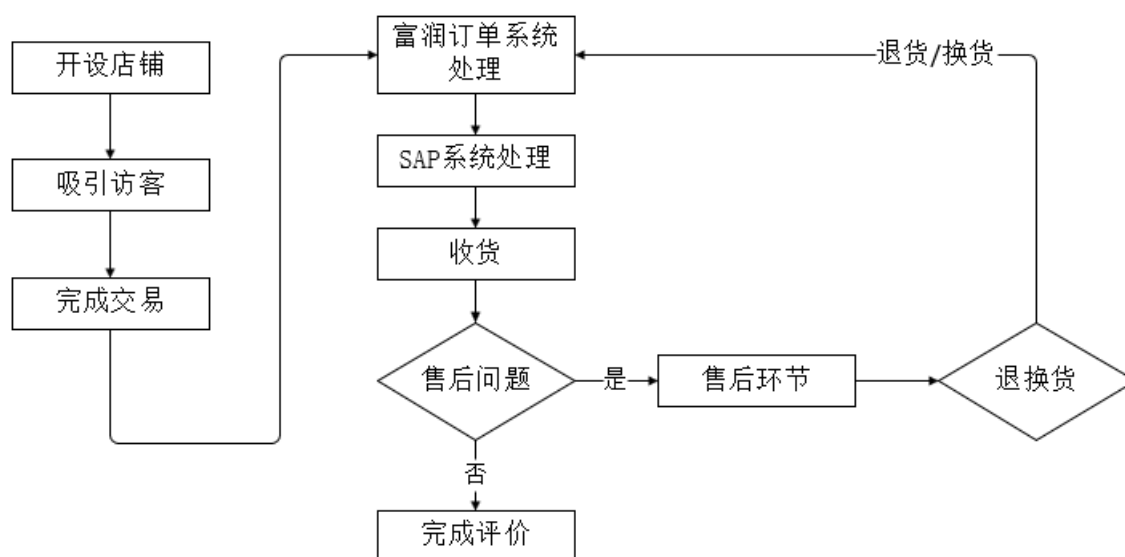 开设店铺
吸引访客
完成交易
富润订单系统
处理
SAP系统处理
收货
售后问题
是
售后环节
退换货
退货/换货
否
完成评价